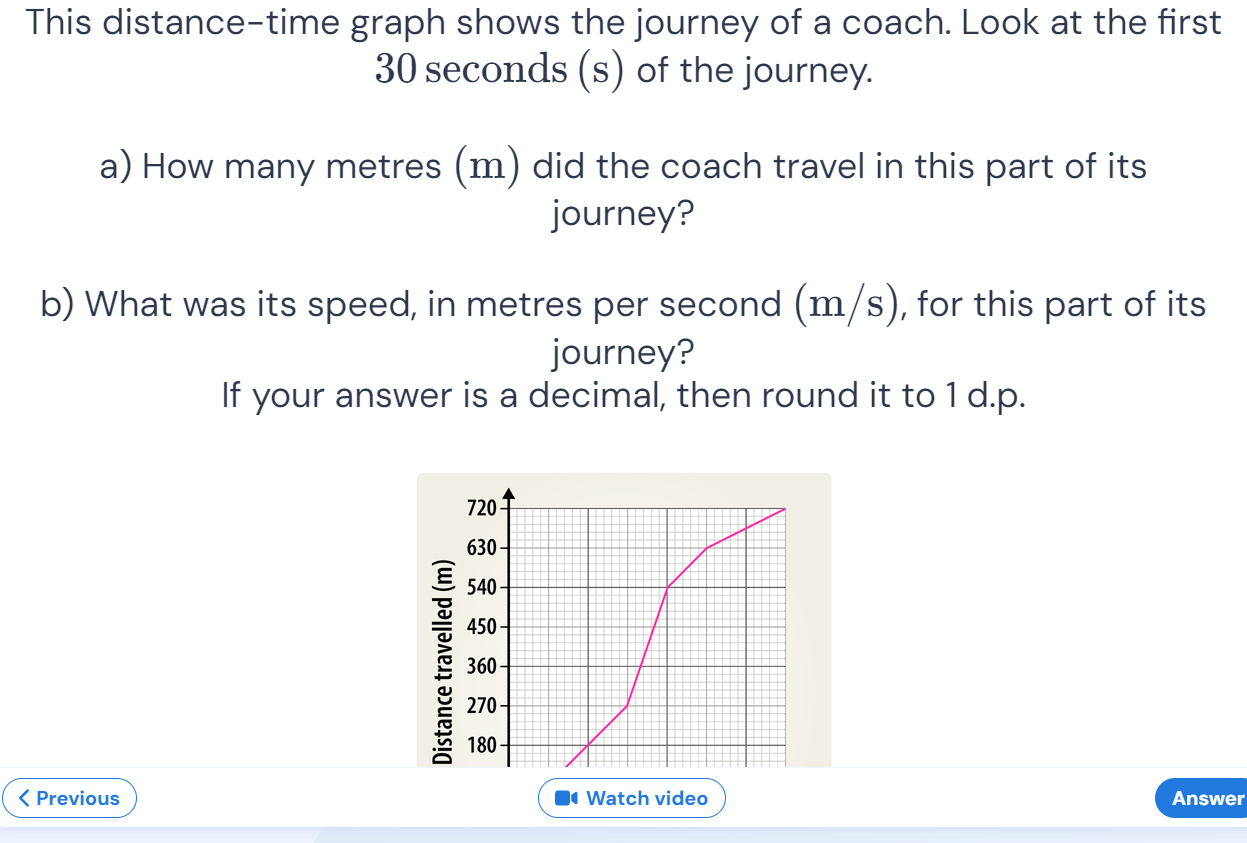 This distance-time graph shows the journey of a coach. Look at the first
30 seconds (s) of the journey.
a) How many metres (m) did the coach travel in this part of its
journey?
b) What was its speed, in metres per second (m/s), for this part of its
journey?
If your answer is a decimal, then round it to 1 d.p.
Distance travelled (m)
720
630
540
450
360
270
180
Previous
Watch video
Answer